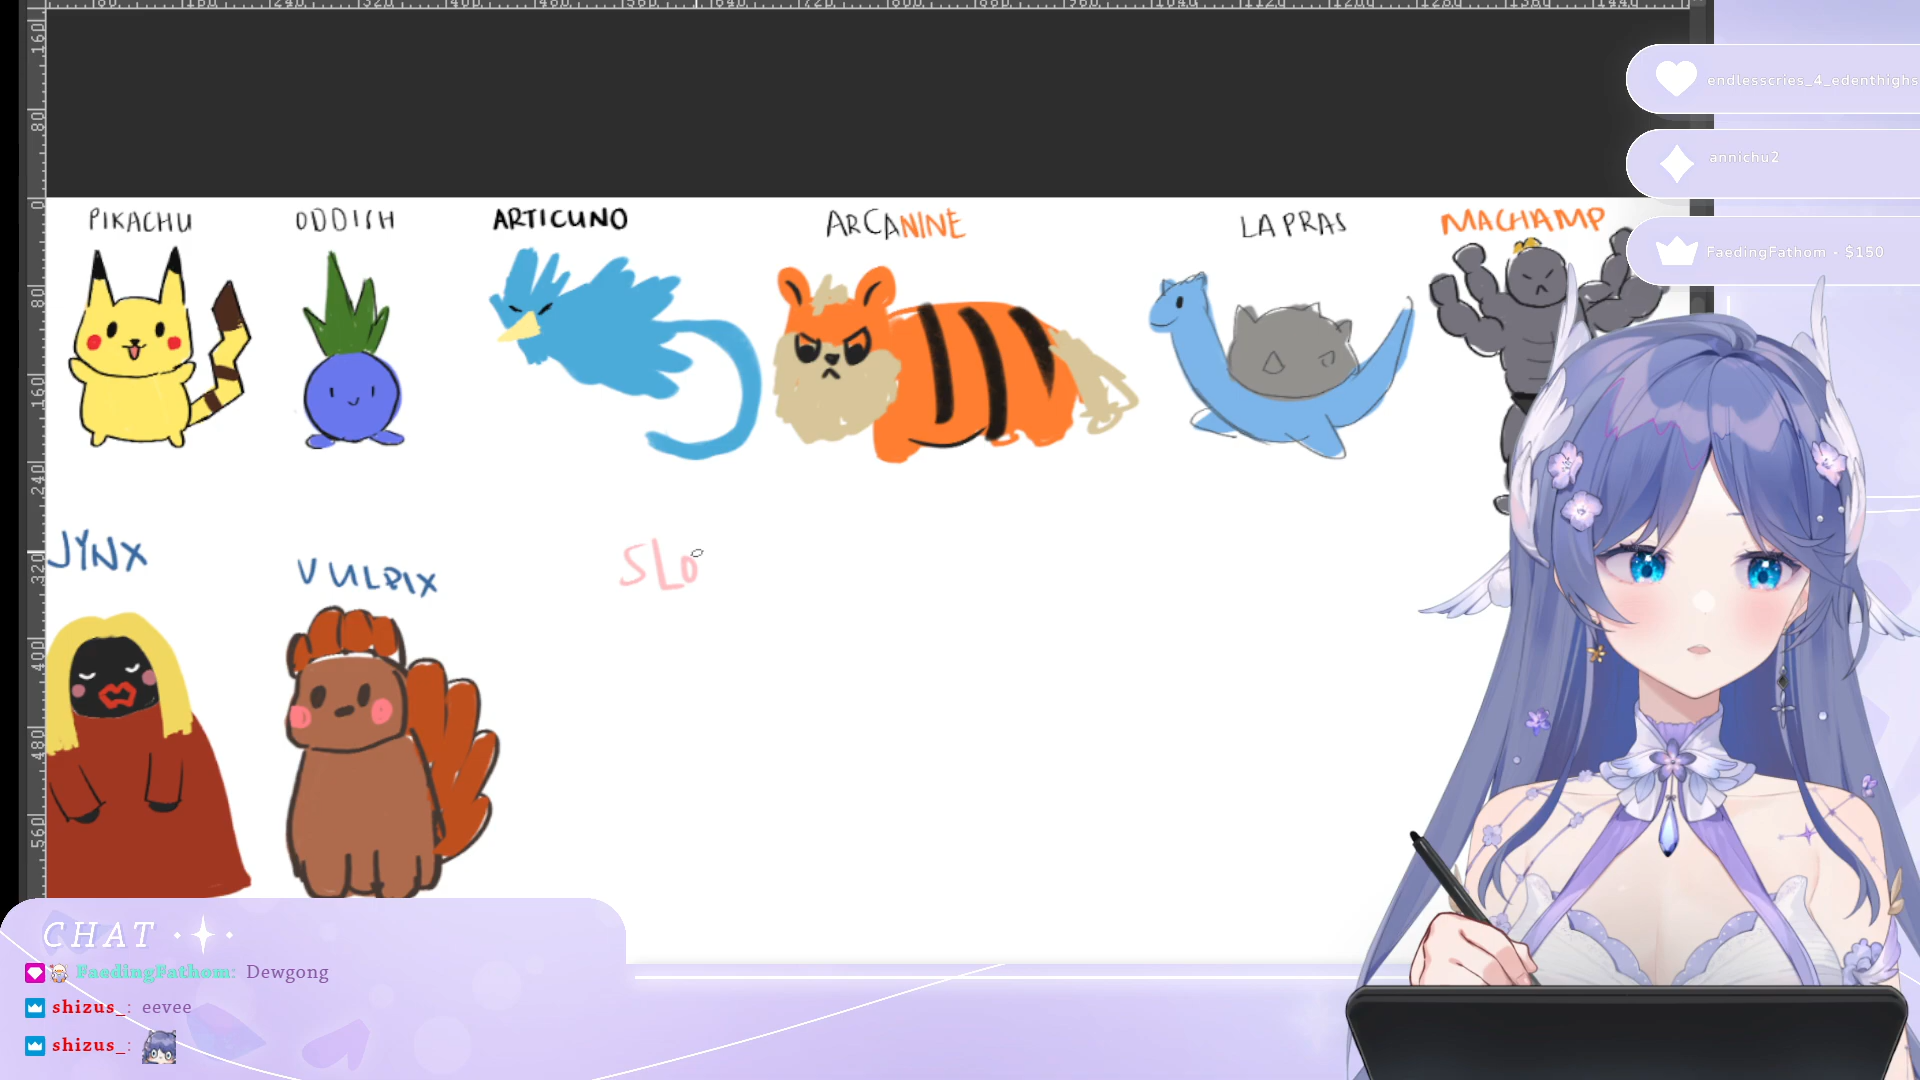 PIKACHU
ODDISH
ARTICUNO
ARCANINE
LAPRAS
MACHAMP
JYNX
VULPIX
SLO
endlesscries_4_edenthighs
annichu2
FaedingFathom - $150
CHAT
FaedingFathom: Dewgong
shizus_: eevee
shizus_: